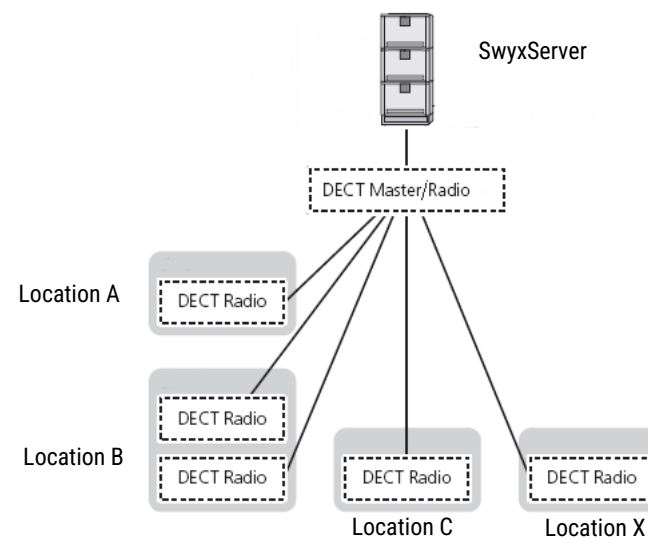 SwyxServer
DECT Master/Radio
Location A
DECT Radio
DECT Radio
Location B
DECT Radio
DECT Radio
DECT Radio
Location C
Location X